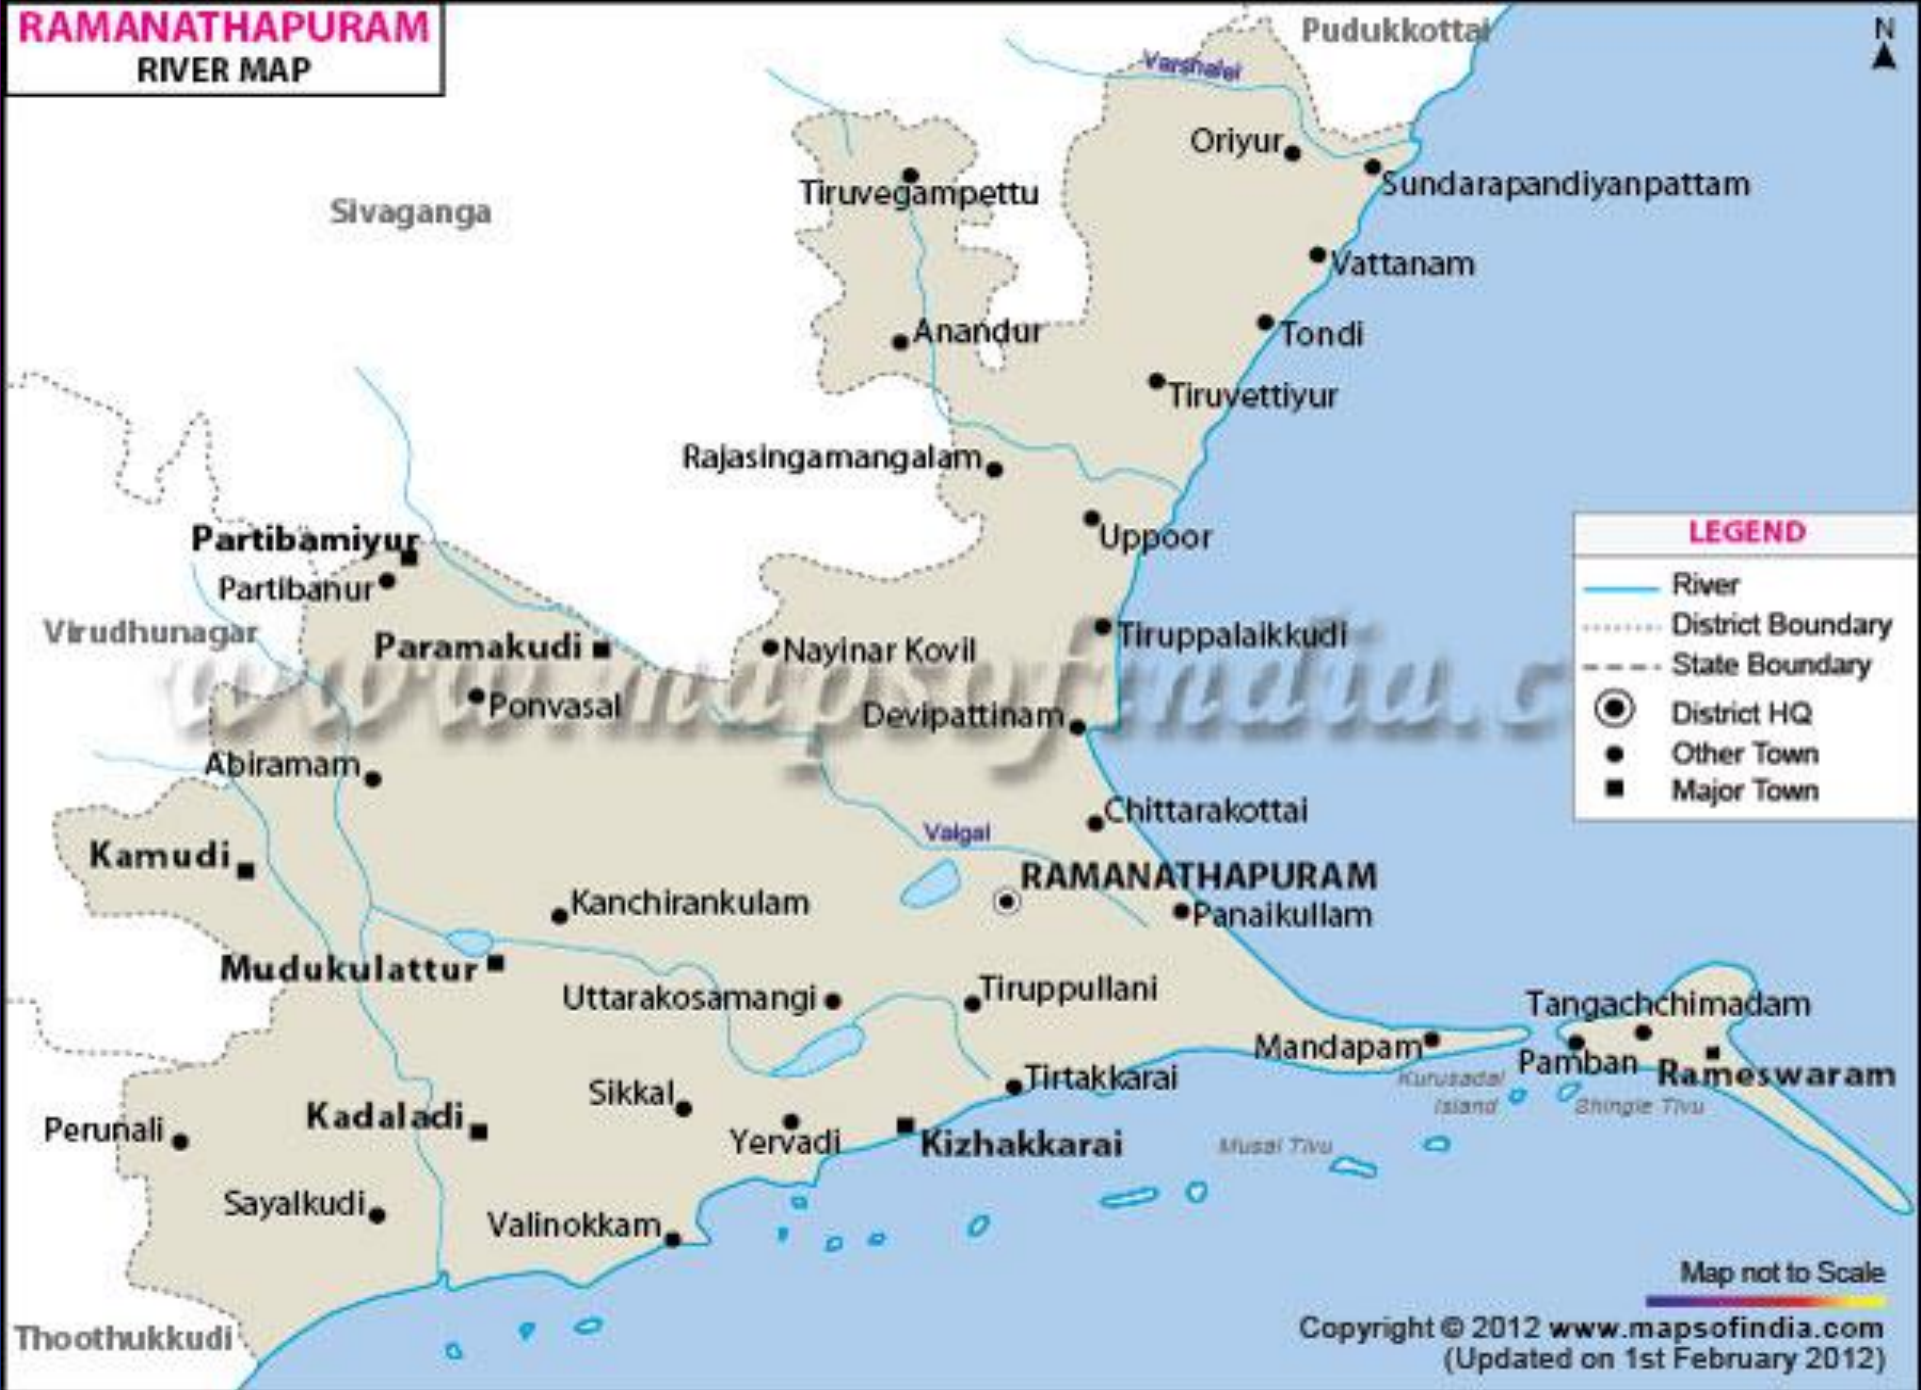 RAMANATHAPURAM
RIVER MAP
Pudukkottai
N
Varshalei
Oriyur
Sundarapandiyanpattam
Tiruvegampettu
Sivaganga
Vattanam
Anandur
Tondi
Tiruvettiyur
Rajasingamangalam
Uppoor
Partibamiyur
Partibanur
Virudhunagar
Paramakudi
Nayinar Kovil
Tiruppalaikkudi
www.mapsofindia.c
Ponvasal
Devipattinam
Abiramam
Chittarakottai
Vaigai
Kamudi
RAMANATHAPURAM
Kanchirankulam
Panaikullam
Mudukulattur
Uttarakosamangi
Tiruppullani
Tangachchimadam
Mandapam
Pamban
Rameswaram
Tirtakkarai
Kurusadai
Island
Shingle Tivu
Sikkal
Kadaladi
Perunali
Yervadi
Kizhakkarai
Musal Tivu
Sayalkudi
Valinokkam
Thoothukkudi
LEGEND
River
District Boundary
State Boundary
District HQ
Other Town
Major Town
Map not to Scale
Copyright © 2012 www.mapsofindia.com
(Updated on 1st February 2012)